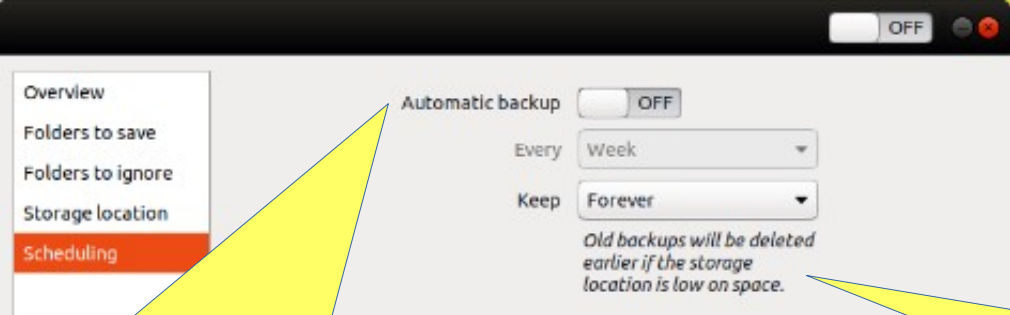 OFF
Overview
Folders to save
Folders to ignore
Storage location
Scheduling
Automatic backup OFF
Every Week
Keep Forever
Old backups will be deleted
earlier if the storage
location is low on space.